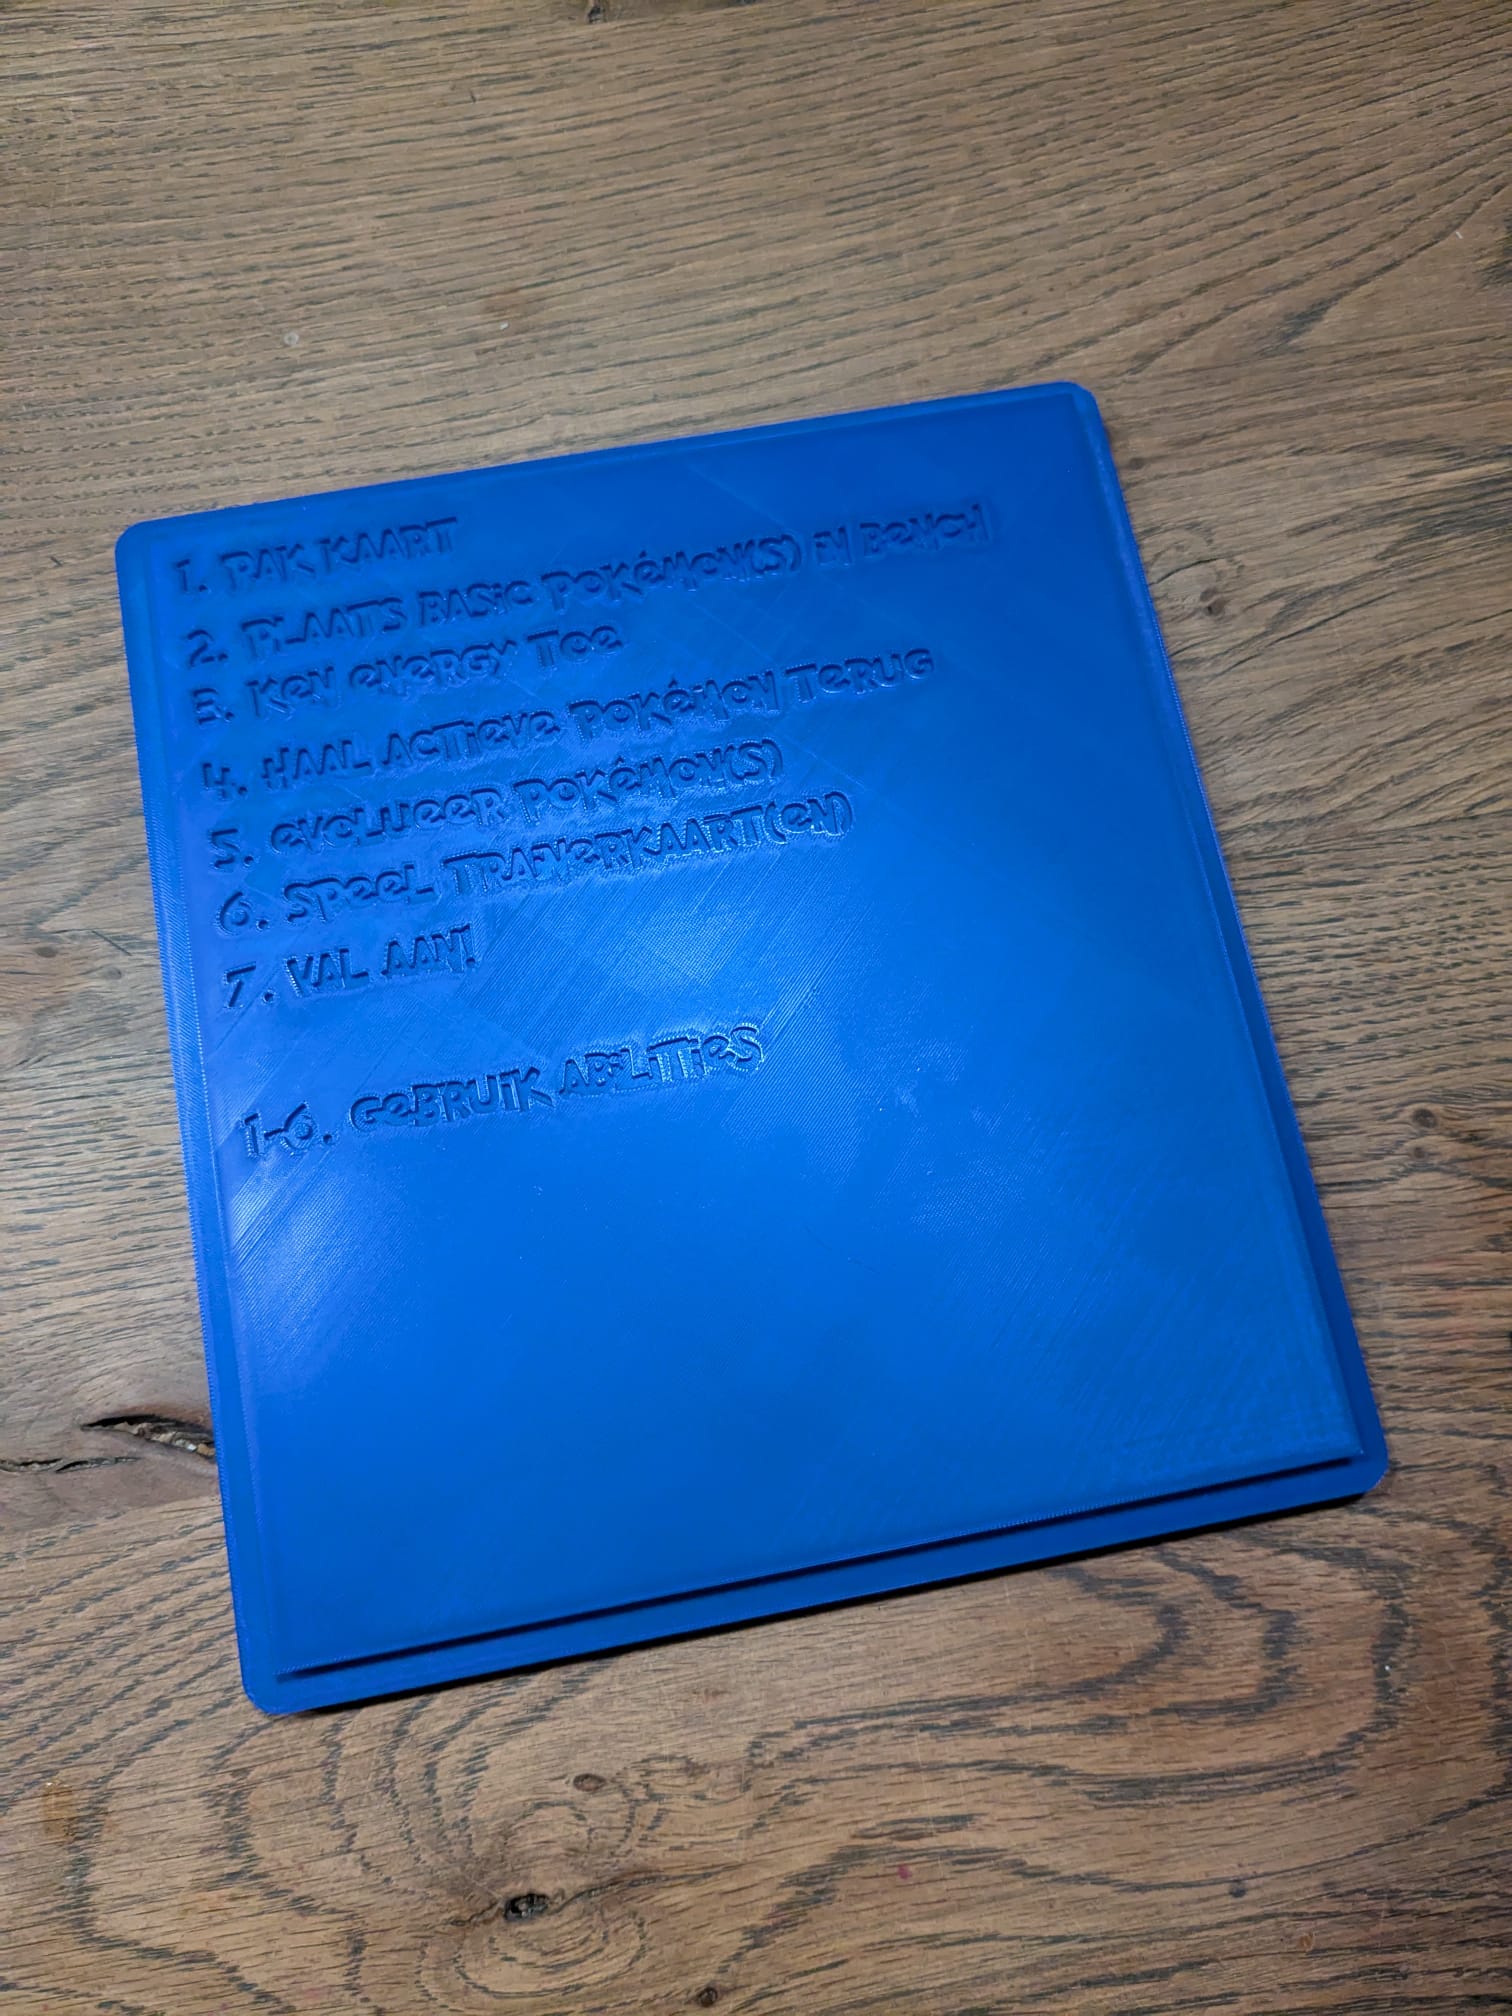 1. PAK KAART
2. PLAATS BASiC POKéMON(S) iN BeNCH
3. KeN eNeRGY TOe
4. HAAL ACTieVe POKéMON TeRUG
5. eVOLUeeR POKéMON(S)
6. SPeeL TRAiNeRKAART(eN)
7. VAL AAN!
1-6. GeBRUiK ABiLiTieS